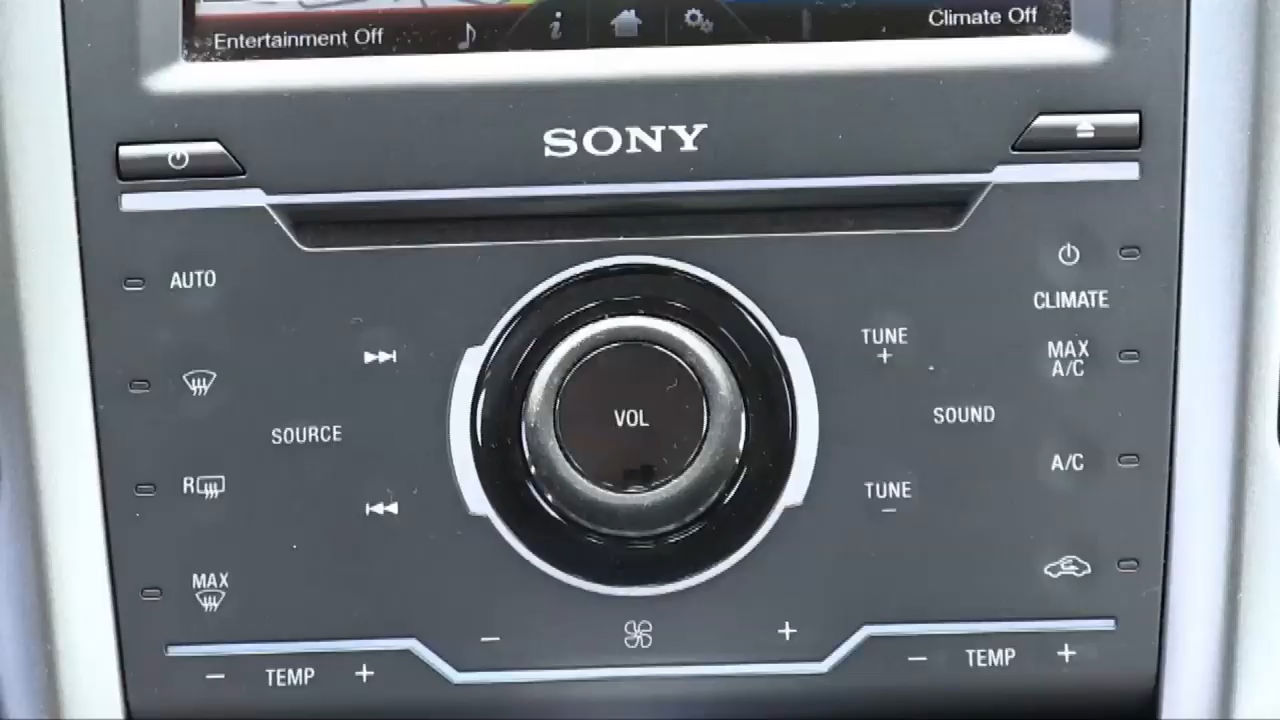 Entertainment Off
Climate Off
SONY
AUTO
CLIMATE
TUNE
+
MAX
A/C
VOL
SOURCE
SOUND
A/C
R
TUNE
−
MAX
− +
− TEMP +
− TEMP +